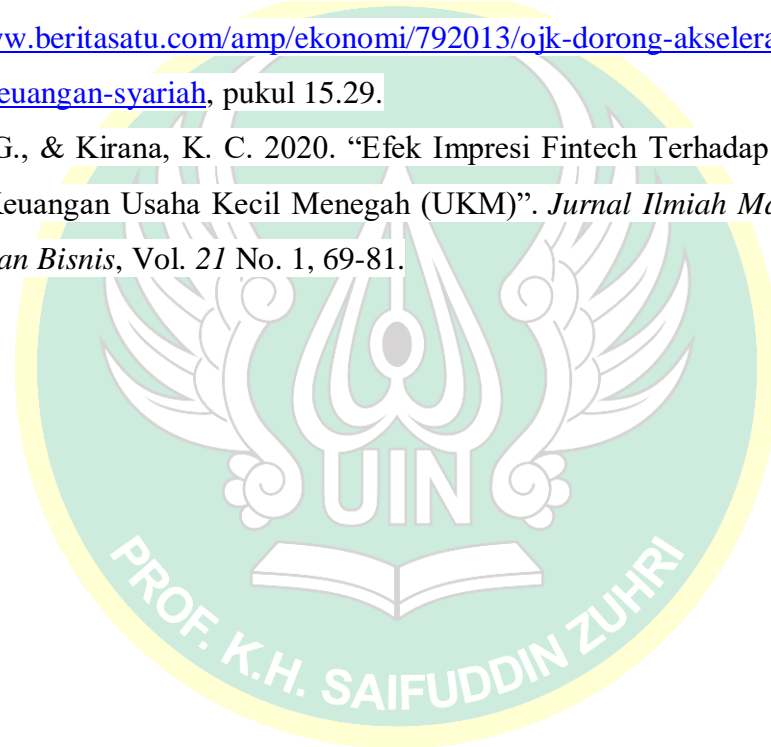 ww.beritasatu.com/amp/ekonomi/792013/ojk-dorong-akselera
euangan-syariah, pukul 15.29.
G., & Kirana, K. C. 2020. “Efek Impresi Fintech Terhadap
Keuangan Usaha Kecil Menegah (UKM)”. Jurnal Ilmiah Ma
an Bisnis, Vol. 21 No. 1, 69-81.
UIN
PROF. K.H. SAIFUDDIN ZUHRI